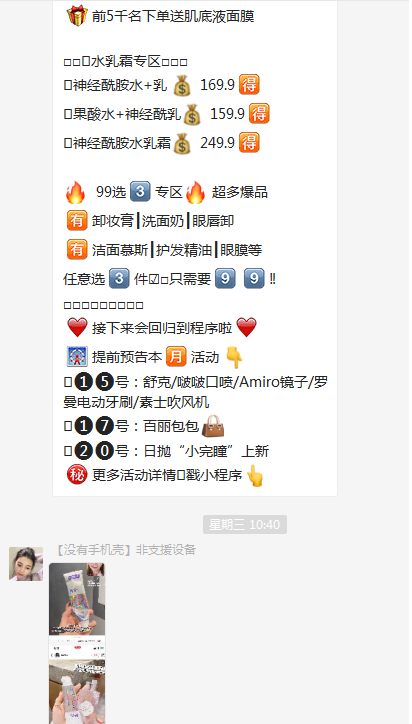 🎁前5千名下单送肌底液面膜
□□▯水乳霜专区□□□
▯神经酰胺水+乳💰 169.9🉐
▯果酸水+神经酰乳💰 159.9🉐
▯神经酰胺水乳霜💰 249.9🉐
🔥 99选3️⃣专区🔥 超多爆品
🈶卸妆膏┃洗面奶┃眼唇卸
🈶洁面慕斯┃护发精油┃眼膜等
任意选3️⃣件☑□只需要9️⃣9️⃣‼
□□□□□□□□□
❤️接下来会回归到程序啦❤️
🎑提前预告本🈷️活动👇
▯❶❺号：舒克/啵啵口喷/Amiro镜子/罗
曼电动牙刷/素士吹风机
▯❶❼号：百丽包包👜
▯❷⓿号：日抛“小完瞳”上新
㊙️更多活动详情▯戳小程序👆
星期三 10:40
【没有手机壳】非支援设备